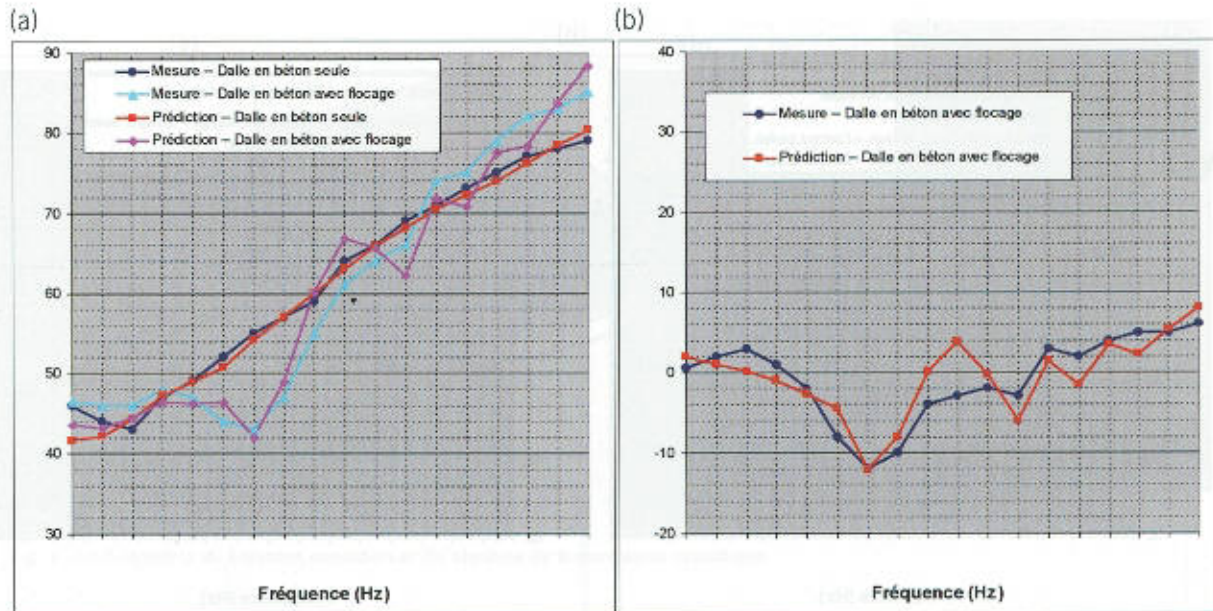 (a)
90
80
70
60
50
40
30
Mesure – Dalle en béton seule
Mesure – Dalle en béton avec flocage
Prédiction – Dalle en béton seule
Prédiction – Dalle en béton avec flocage
Fréquence (Hz)
(b)
40
30
20
10
0
-10
-20
Mesure – Dalle en béton avec flocage
Prédiction – Dalle en béton avec flocage
Fréquence (Hz)